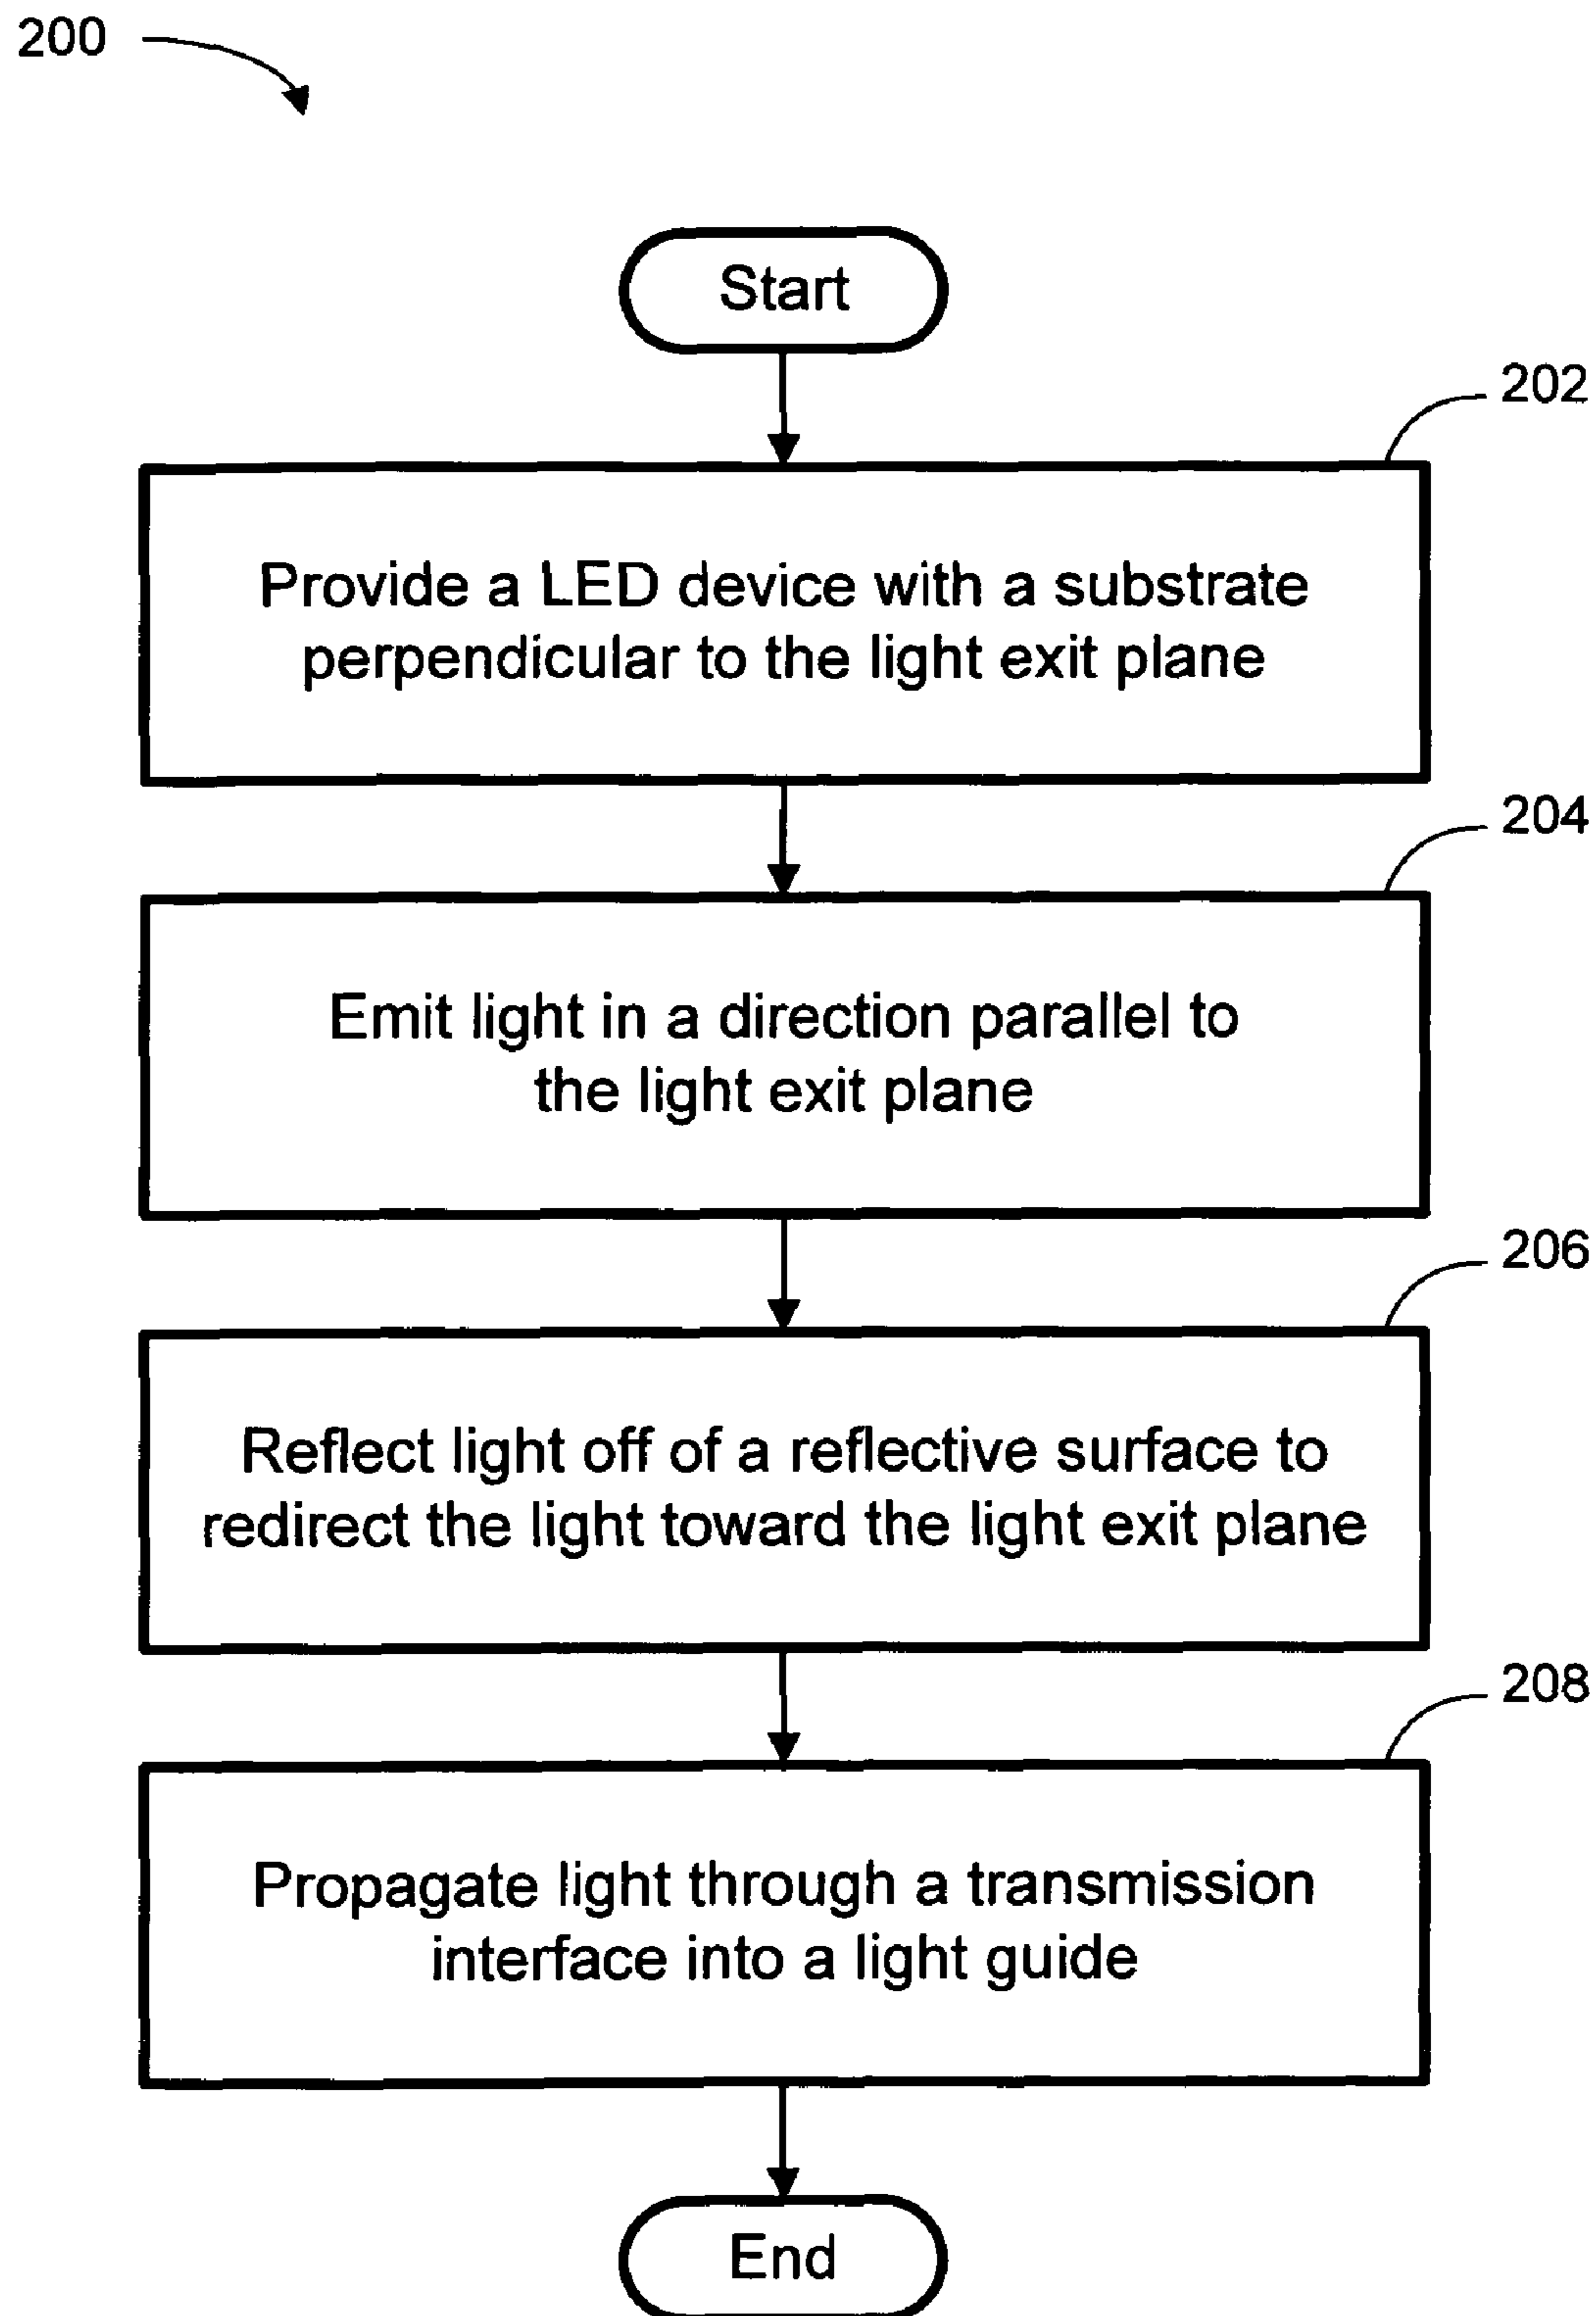 200
Start
202
Provide a LED device with a substrate
perpendicular to the light exit plane
204
Emit light in a direction parallel to
the light exit plane
206
Reflect light off of a reflective surface to
redirect the light toward the light exit plane
208
Propagate light through a transmission
interface into a light guide
End